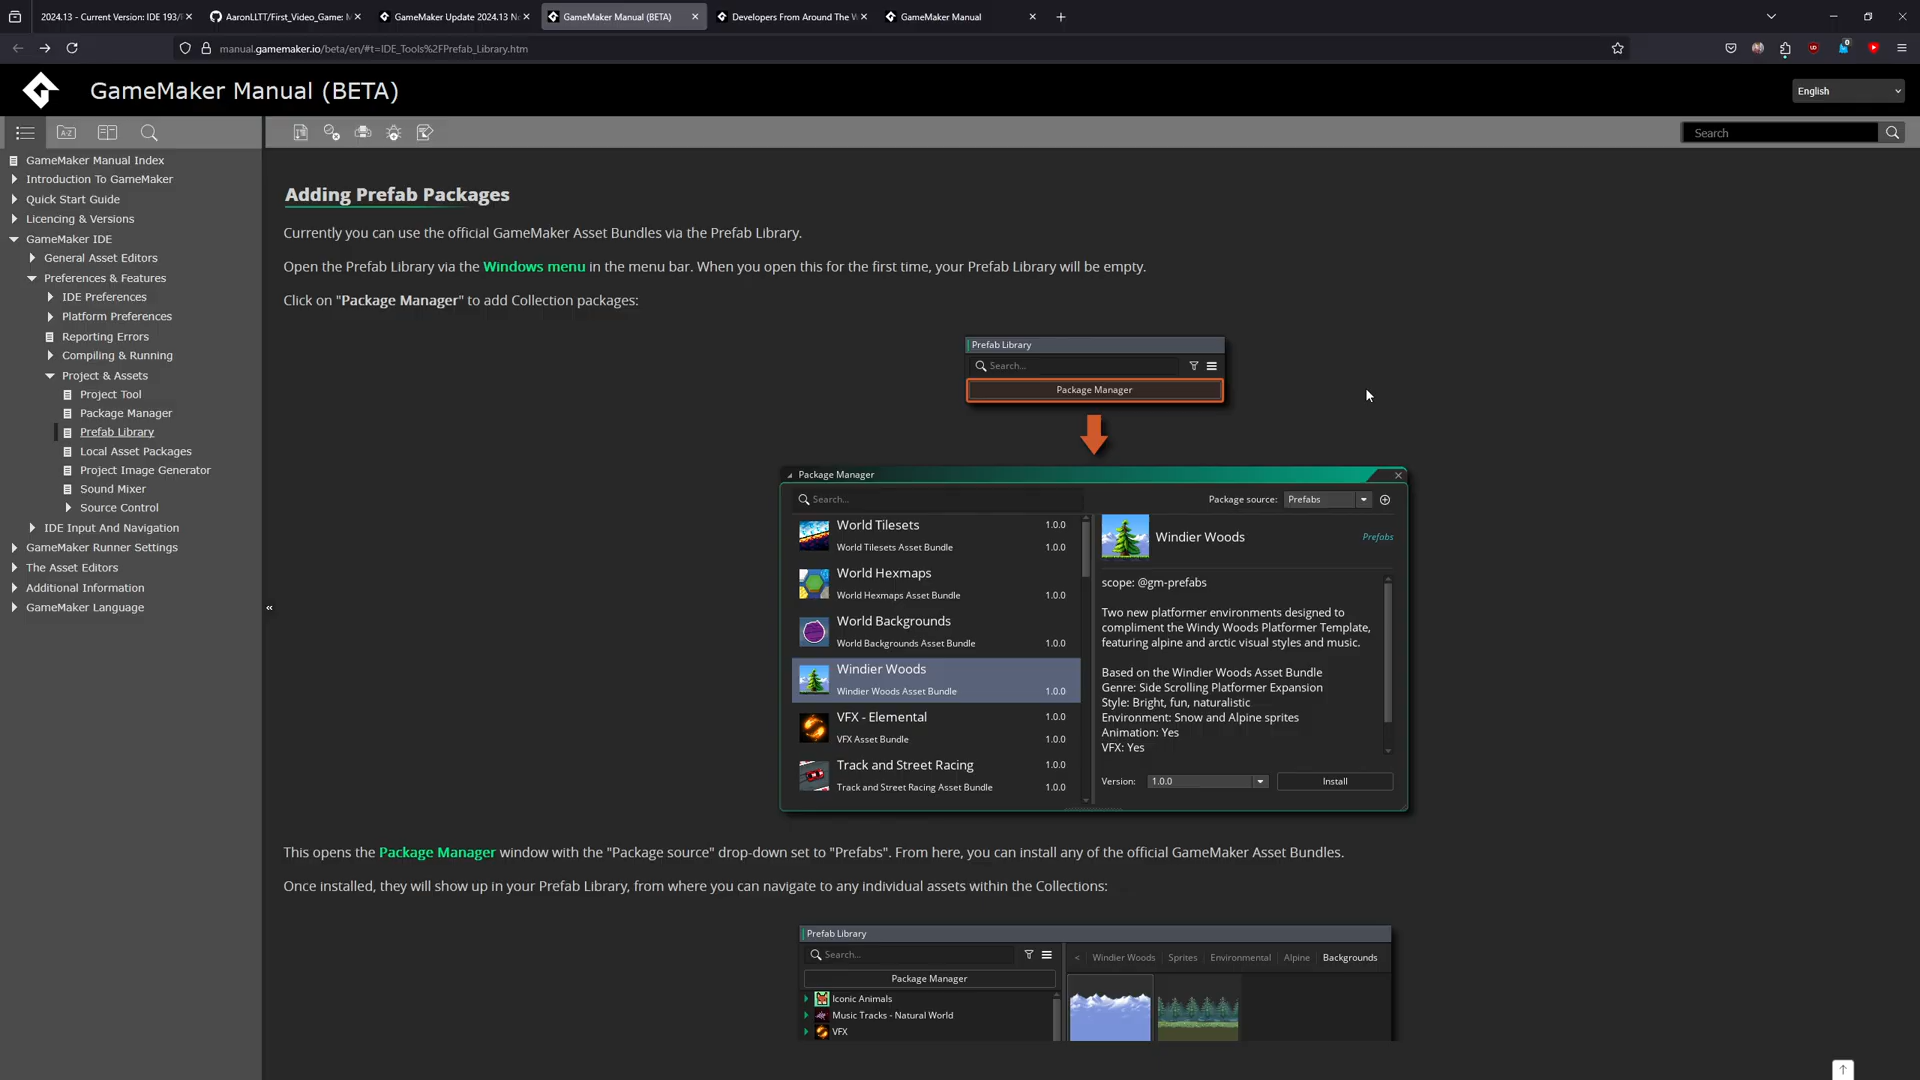 2024.13 - Current Version: IDE 193/
AaronLLTT/First_Video_Game: M
GameMaker Update 2024.13 N
GameMaker Manual (BETA)
Developers From Around The W
GameMaker Manual
manual.gamemaker.io/beta/en/#t=IDE_Tools%2FPrefab_Library.htm
GameMaker Manual (BETA)
English
Search
GameMaker Manual Index
Introduction To GameMaker
Quick Start Guide
Licencing & Versions
GameMaker IDE
General Asset Editors
Preferences & Features
IDE Preferences
Platform Preferences
Reporting Errors
Compiling & Running
Project & Assets
Project Tool
Package Manager
Prefab Library
Local Asset Packages
Project Image Generator
Sound Mixer
Source Control
IDE Input And Navigation
GameMaker Runner Settings
The Asset Editors
Additional Information
GameMaker Language
Adding Prefab Packages
Currently you can use the official GameMaker Asset Bundles via the Prefab Library.
Open the Prefab Library via the Windows menu in the menu bar. When you open this for the first time, your Prefab Library will be empty.
Click on "Package Manager" to add Collection packages:
Prefab Library
Search...
Package Manager
Package Manager
Search...
Package source: Prefabs
World Tilesets 1.0.0
World Tilesets Asset Bundle 1.0.0
World Hexmaps 1.0.0
World Hexmaps Asset Bundle 1.0.0
World Backgrounds 1.0.0
World Backgrounds Asset Bundle 1.0.0
Windier Woods
Windier Woods Asset Bundle 1.0.0
VFX - Elemental 1.0.0
VFX Asset Bundle 1.0.0
Track and Street Racing 1.0.0
Track and Street Racing Asset Bundle 1.0.0
Windier Woods Prefabs
scope: @gm-prefabs
Two new platformer environments designed to
compliment the Windy Woods Platformer Template,
featuring alpine and arctic visual styles and music.
Based on the Windier Woods Asset Bundle
Genre: Side Scrolling Platformer Expansion
Style: Bright, fun, naturalistic
Environment: Snow and Alpine sprites
Animation: Yes
VFX: Yes
Version: 1.0.0 Install
This opens the Package Manager window with the "Package source" drop-down set to "Prefabs". From here, you can install any of the official GameMaker Asset Bundles.
Once installed, they will show up in your Prefab Library, from where you can navigate to any individual assets within the Collections:
Prefab Library
Search...
Package Manager
Iconic Animals
Music Tracks - Natural World
VFX
< Windier Woods Sprites Environmental Alpine Backgrounds